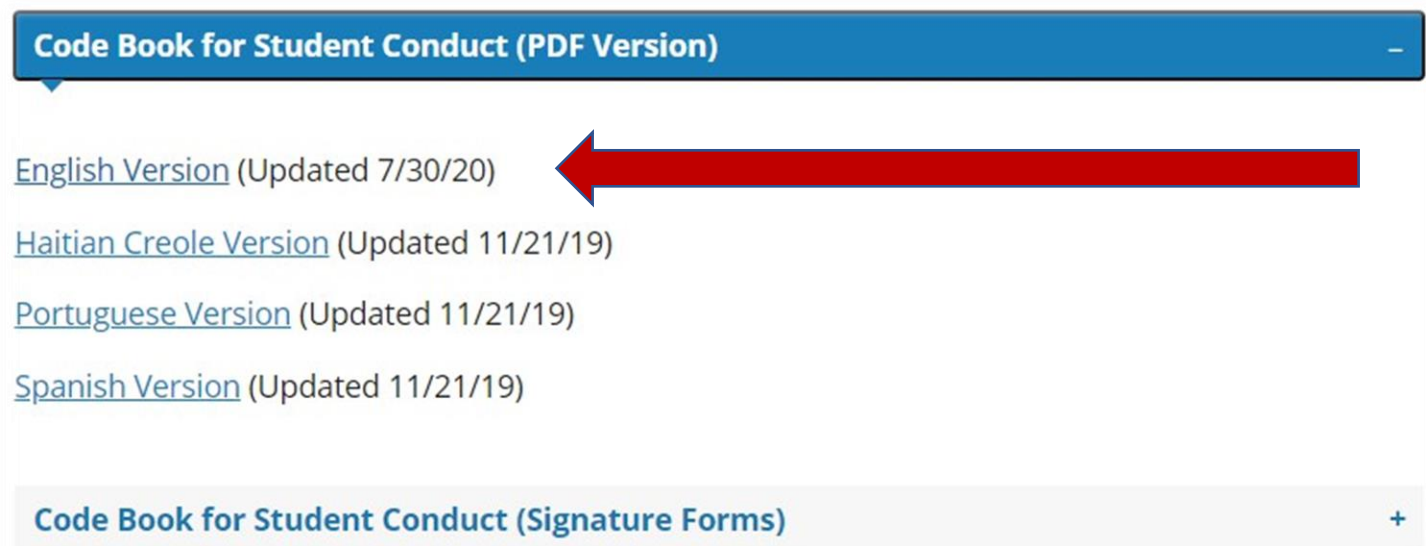 Code Book for Student Conduct (PDF Version) –
English Version (Updated 7/30/20)
Haitian Creole Version (Updated 11/21/19)
Portuguese Version (Updated 11/21/19)
Spanish Version (Updated 11/21/19)
Code Book for Student Conduct (Signature Forms) +